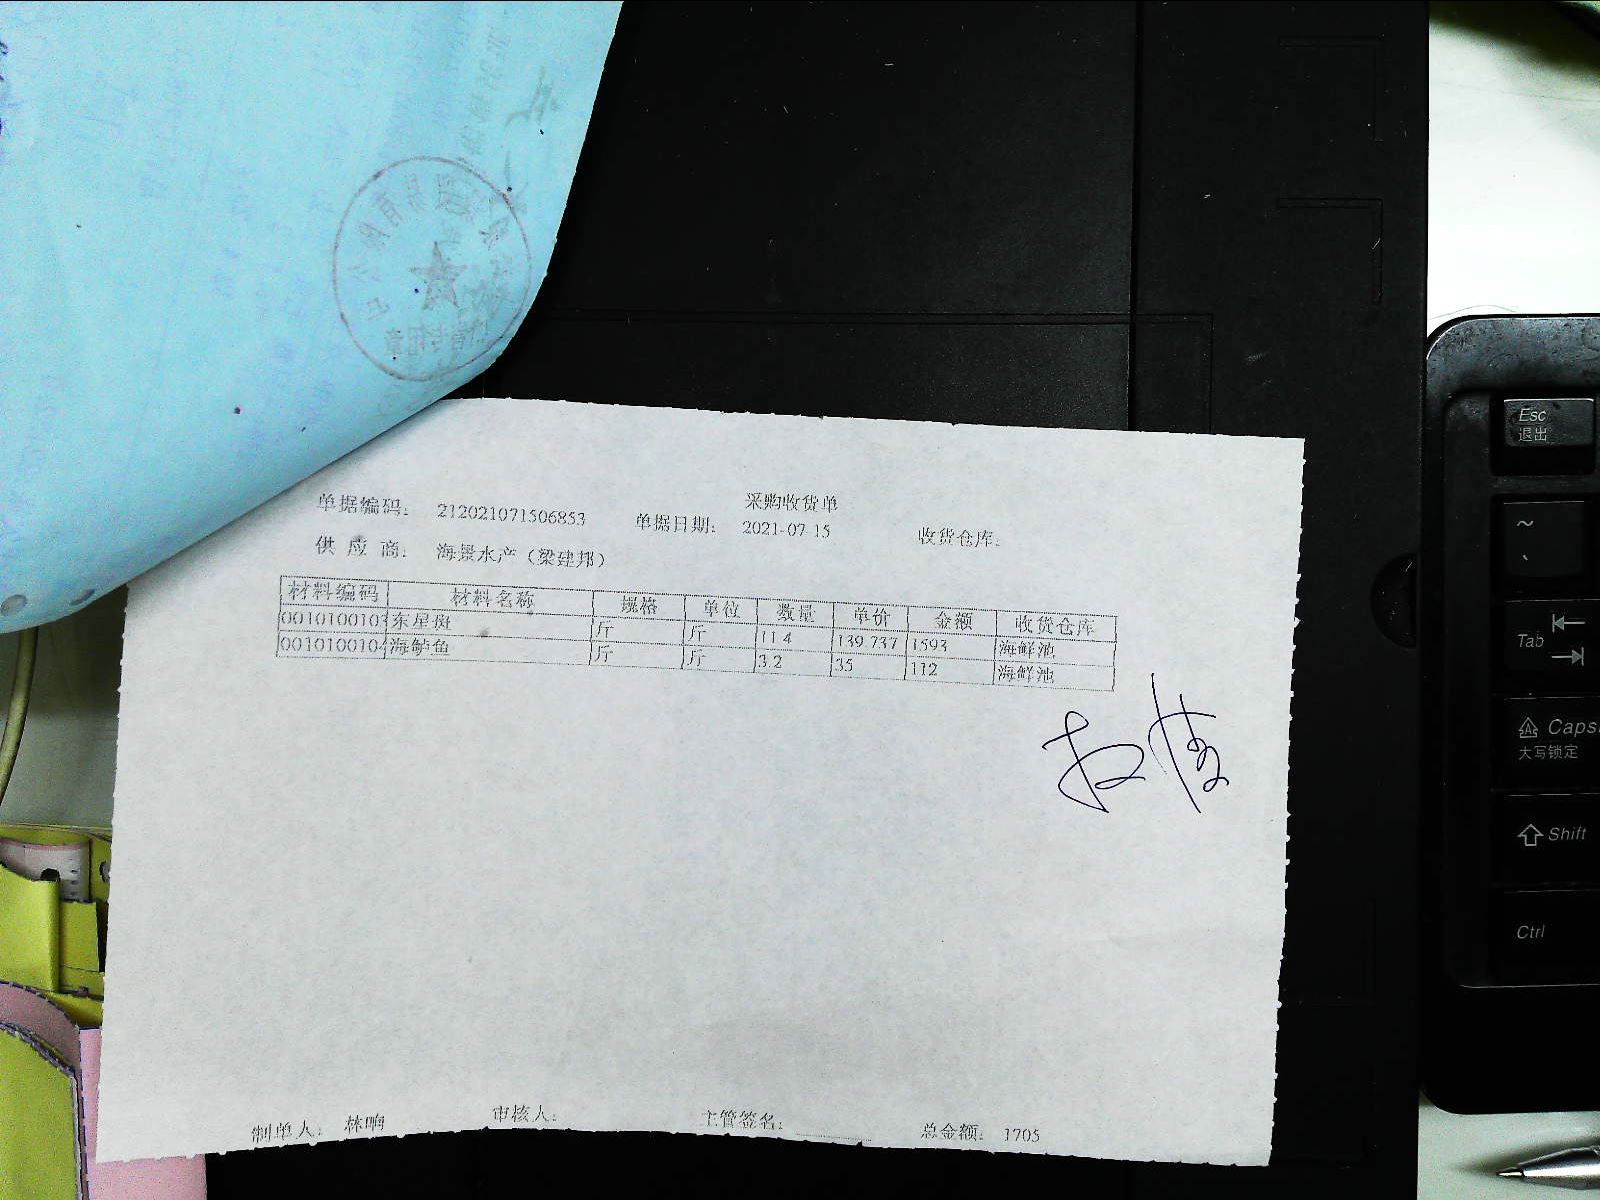 采购收货单
单据编码: 212021071506853 单据日期: 2021-07-15 收货仓库:
供应商: 海景水产（梁建邦）
材料编码 材料名称 规格 单位 数量 单价 金额 收货仓库
0010100103 东星斑 斤 斤 11.4 139.737 1593 海鲜池
001010010 海鲈鱼 斤 斤 3.2 35 112 海鲜池
制单人: 林鸣 审核人: 主管签名: 总金额: 1705
Esc
退出
~
Tab
Caps
大写锁定
Shift
Ctrl